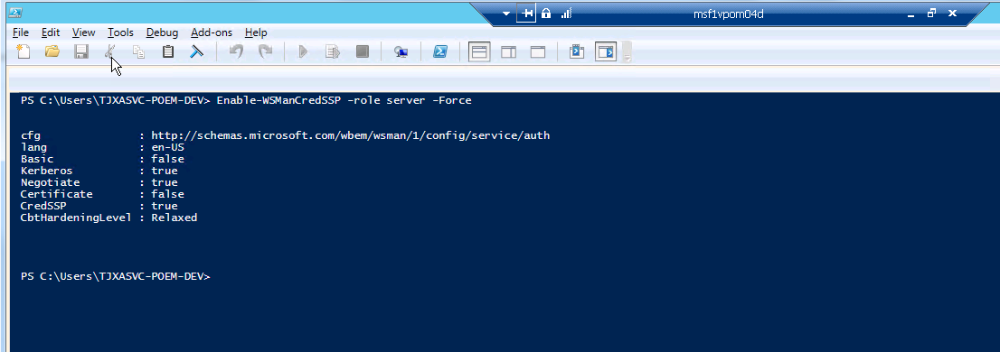 msf1vpom04d
File Edit View Tools Debug Add-ons Help
PS C:\Users\TJXASVC-POEM-DEV> Enable-WSManCredSSP -role server -Force
cfg : http://schemas.microsoft.com/wbem/wsman/1/config/service/auth
lang : en-US
Basic : false
Kerberos : true
Negotiate : true
Certificate : false
CredSSP : true
CbtHardeningLevel : Relaxed
PS C:\Users\TJXASVC-POEM-DEV>